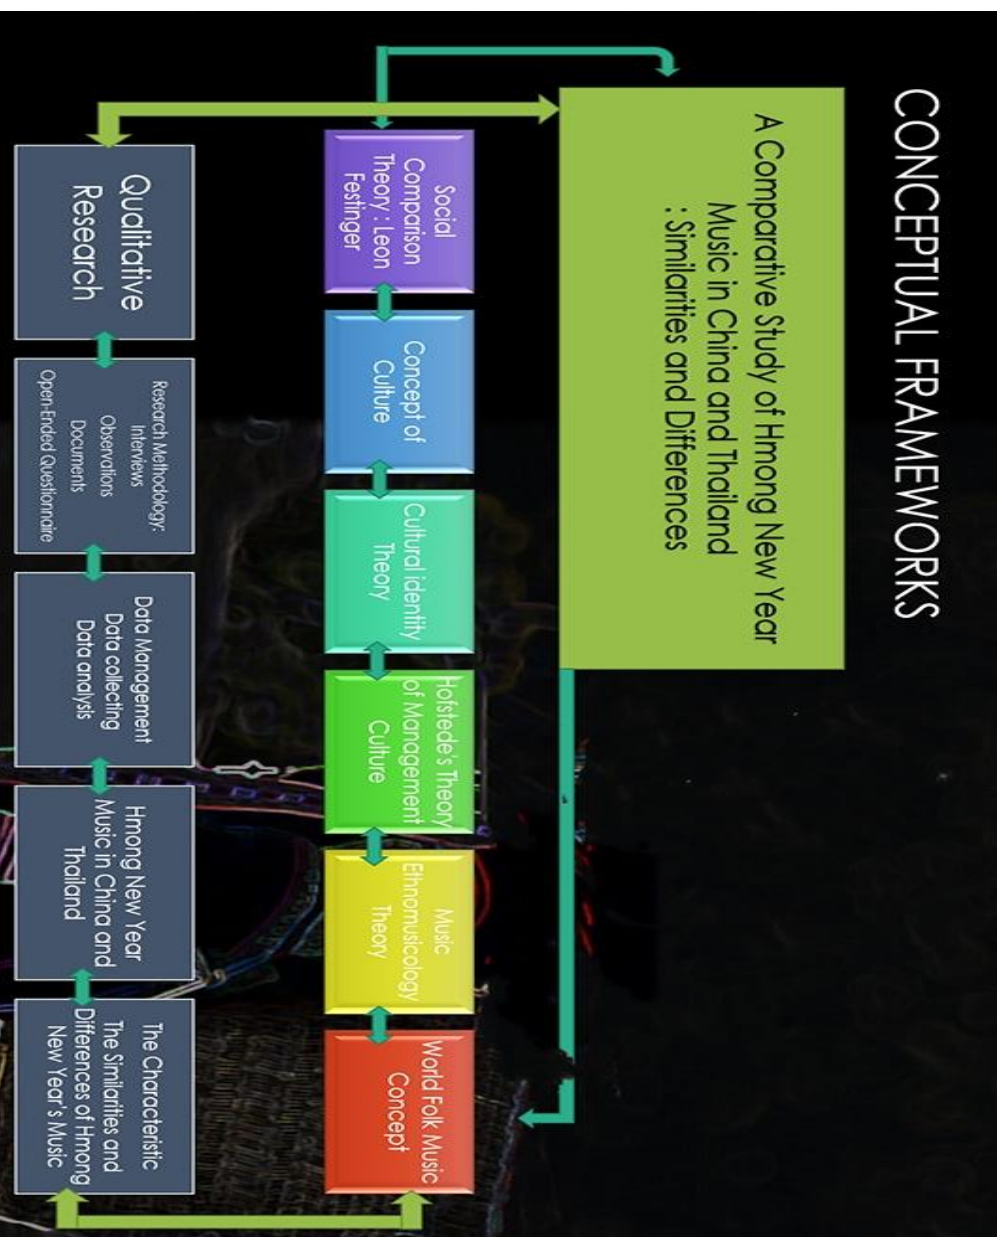 CONCEPTUAL FRAMEWORKS
A Comparative Study of Hmong New Year
Music in China and Thailand
: Similarities and Differences
Social
Comparison
Theory : Leon
Festinger
Concept of
Culture
Cultural identity
Theory
Hofstede's Theory
of Management
Culture
Music
Ethnomusicology
Theory
World Folk Music
Concept
Qualitative
Research
Research Methodology:
Interviews
Observations
Documents
Open-Ended Questionnaire
Data Management
Data collecting
Data analysis
Hmong New Year
Music in China and
Thailand
The Characteristic
The Similarities and
Differences of Hmong
New Year's Music